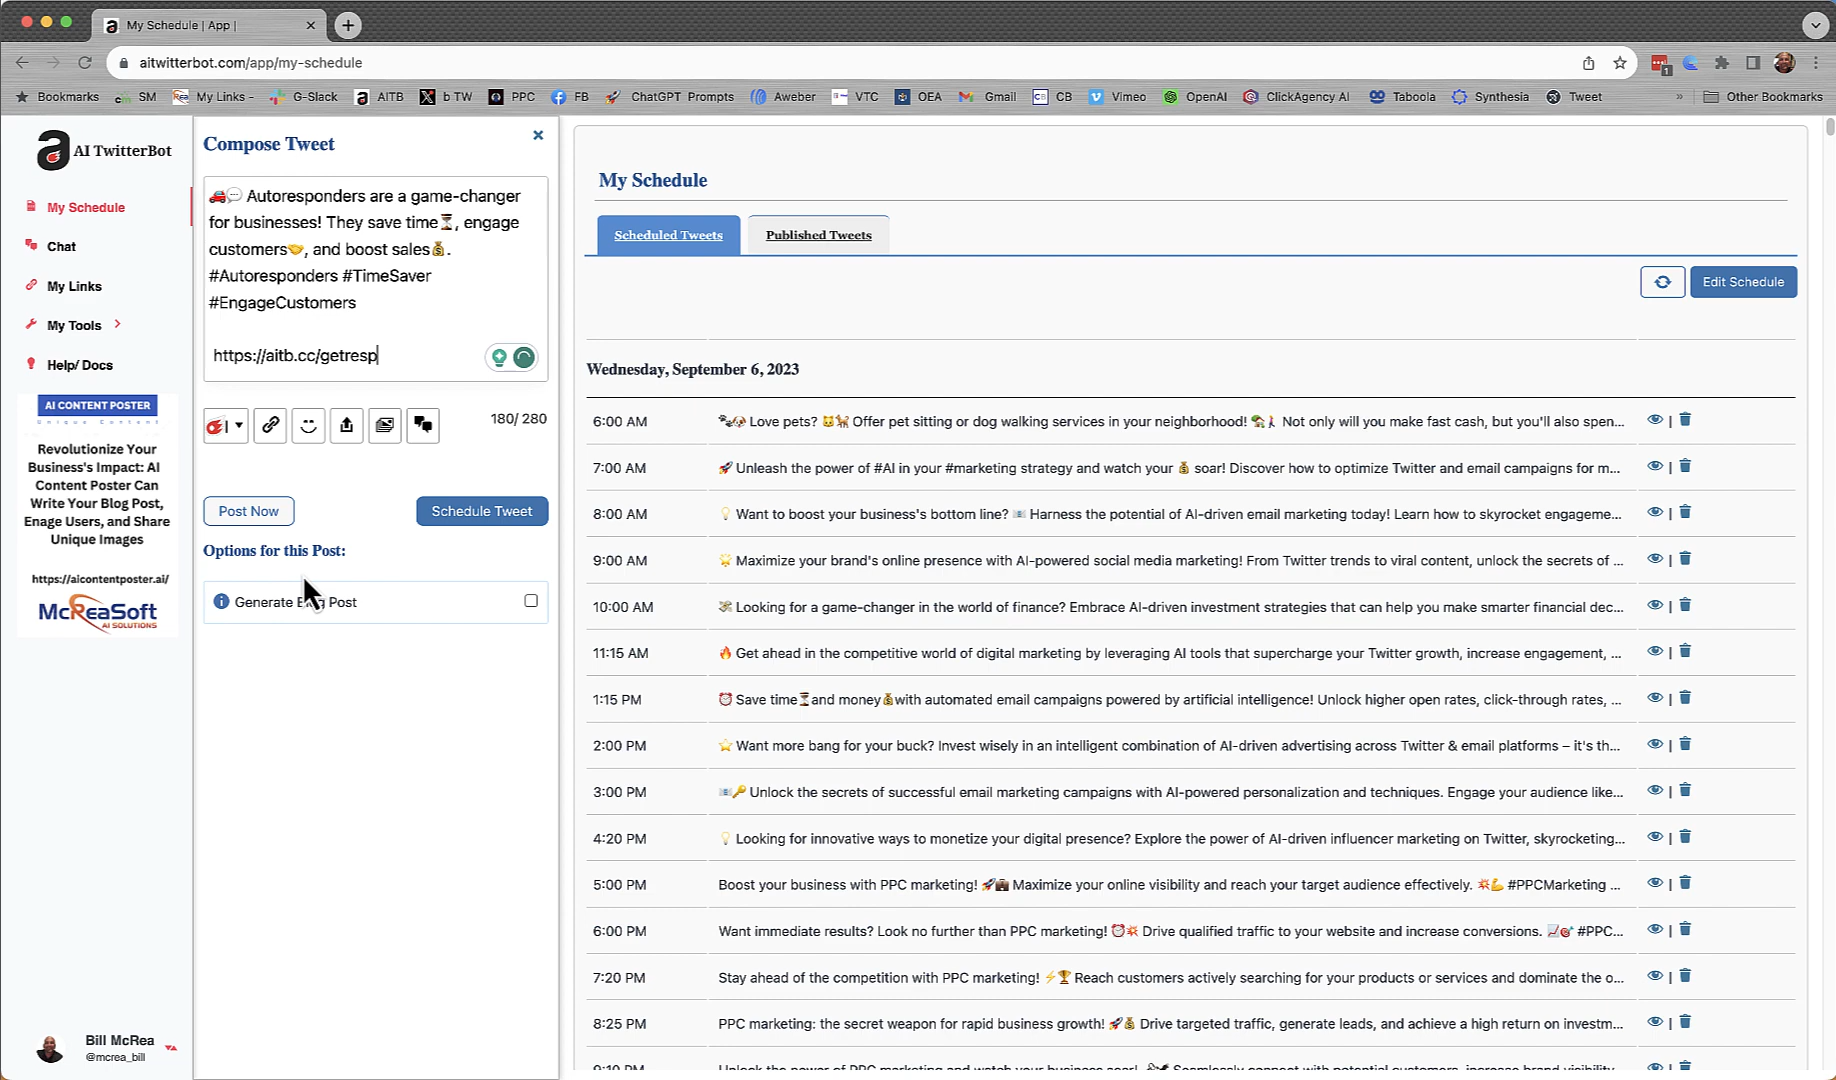 My Schedule | App |
aitwitterbot.com/app/my-schedule
Bookmarks SM My Links - G-Slack AITB b TW PPC FB ChatGPT Prompts Aweber VTC OEA Gmail CB Vimeo OpenAI ClickAgency AI Taboola Synthesia Tweet » Other Bookmarks
AI TwitterBot
My Schedule
Chat
My Links
My Tools
Help/ Docs
AI CONTENT POSTER
Unique Content
Revolutionize Your
Business's Impact: AI
Content Poster Can
Write Your Blog Post,
Enage Users, and Share
Unique Images
https://aicontentposter.ai/
McReaSoft
AI SOLUTIONS
Bill McRea
@mcrea_bill
Compose Tweet
🚗💬 Autoresponders are a game-changer
for businesses! They save time⏳, engage
customers🤝, and boost sales💰.
#Autoresponders #TimeSaver
#EngageCustomers
https://aitb.cc/getresp
180/ 280
Post Now
Schedule Tweet
Options for this Post:
Generate Post
My Schedule
Scheduled Tweets
Published Tweets
Edit Schedule
Wednesday, September 6, 2023
6:00 AM 🐾🐶 Love pets? 🐱🐕 Offer pet sitting or dog walking services in your neighborhood! 🏡🚶 Not only will you make fast cash, but you'll also spen...
7:00 AM 🚀 Unleash the power of #AI in your #marketing strategy and watch your 💰 soar! Discover how to optimize Twitter and email campaigns for m...
8:00 AM 💡 Want to boost your business's bottom line? 📧 Harness the potential of AI-driven email marketing today! Learn how to skyrocket engageme...
9:00 AM 🌟 Maximize your brand's online presence with AI-powered social media marketing! From Twitter trends to viral content, unlock the secrets of ...
10:00 AM 💸 Looking for a game-changer in the world of finance? Embrace AI-driven investment strategies that can help you make smarter financial dec...
11:15 AM 🔥 Get ahead in the competitive world of digital marketing by leveraging AI tools that supercharge your Twitter growth, increase engagement, ...
1:15 PM ⏰ Save time⏳and money💰with automated email campaigns powered by artificial intelligence! Unlock higher open rates, click-through rates, ...
2:00 PM ⭐ Want more bang for your buck? Invest wisely in an intelligent combination of AI-driven advertising across Twitter & email platforms – it's th...
3:00 PM 📧🔑 Unlock the secrets of successful email marketing campaigns with AI-powered personalization and techniques. Engage your audience like...
4:20 PM 💡 Looking for innovative ways to monetize your digital presence? Explore the power of AI-driven influencer marketing on Twitter, skyrocketing...
5:00 PM Boost your business with PPC marketing! 🚀💼 Maximize your online visibility and reach your target audience effectively. 💥💪 #PPCMarketing ...
6:00 PM Want immediate results? Look no further than PPC marketing! ⏰💥 Drive qualified traffic to your website and increase conversions. 📈🎯 #PPC...
7:20 PM Stay ahead of the competition with PPC marketing! ⚡🏆 Reach customers actively searching for your products or services and dominate the o...
8:25 PM PPC marketing: the secret weapon for rapid business growth! 🚀💰 Drive targeted traffic, generate leads, and achieve a high return on investm...